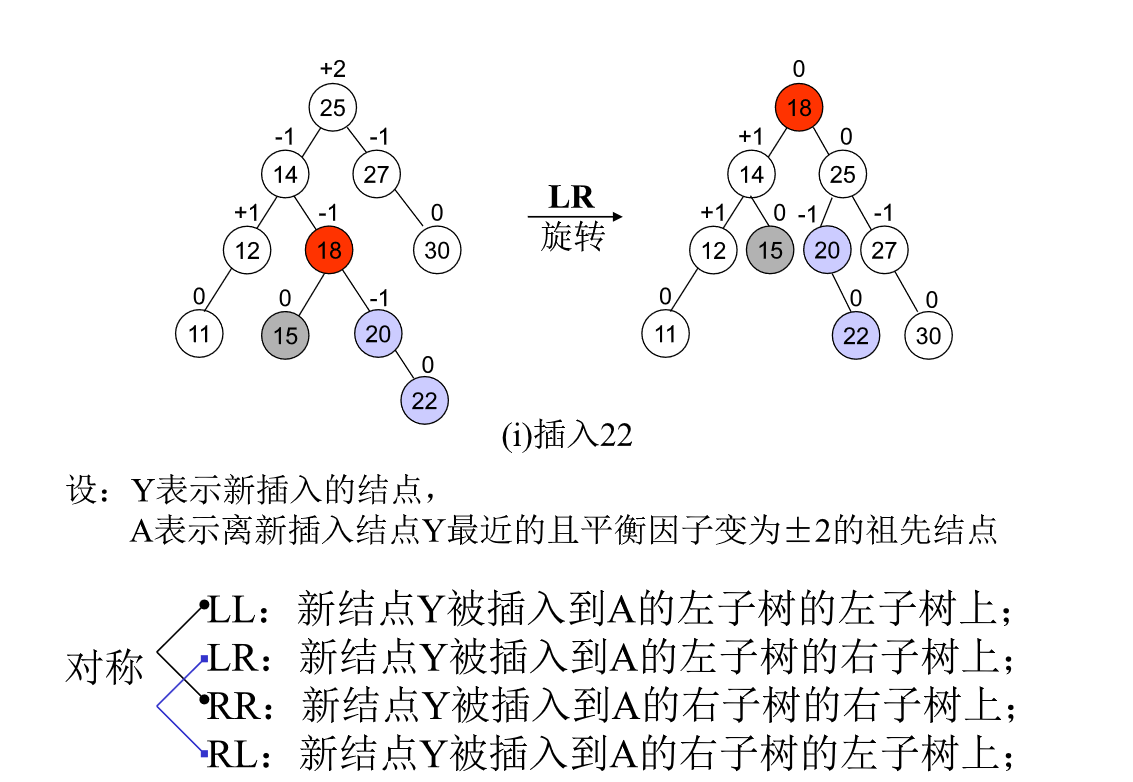 +2 0
25 18
-1 -1 +1 0
14 27 LR 14 25
+1 -1 0 旋转 +1 0 -1 -1
12 18 30 12 15 20 27
0 0 -1 0 0 0
11 15 20 11 22 30
0
22
(i)插入22
设：Y表示新插入的结点，
A表示离新插入结点Y最近的且平衡因子变为±2的祖先结点
LL：新结点Y被插入到A的左子树的左子树上；
对称 LR：新结点Y被插入到A的左子树的右子树上；
RR：新结点Y被插入到A的右子树的右子树上；
RL：新结点Y被插入到A的右子树的左子树上；